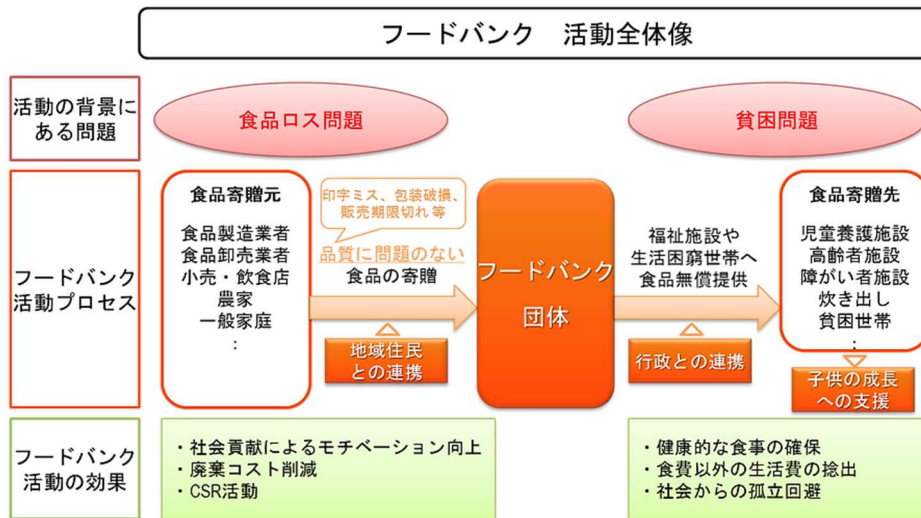 フードバンク　活動全体像
活動の背景に
ある問題
食品ロス問題
貧困問題
フードバンク
活動プロセス
食品寄贈元
食品製造業者
食品卸売業者
小売・飲食店
農家
一般家庭
：
印字ミス、包装破損、
販売期限切れ 等
品質に問題のない
食品の寄贈
地域住民
との連携
フードバンク
団体
福祉施設や
生活困窮世帯へ
食品無償提供
行政との連携
食品寄贈先
児童養護施設
高齢者施設
障がい者施設
炊き出し
貧困世帯
：
子供の成長
への支援
フードバンク
活動の効果
・社会貢献によるモチベーション向上
・廃棄コスト削減
・CSR活動
・健康的な食事の確保
・食費以外の生活費の捻出
・社会からの孤立回避